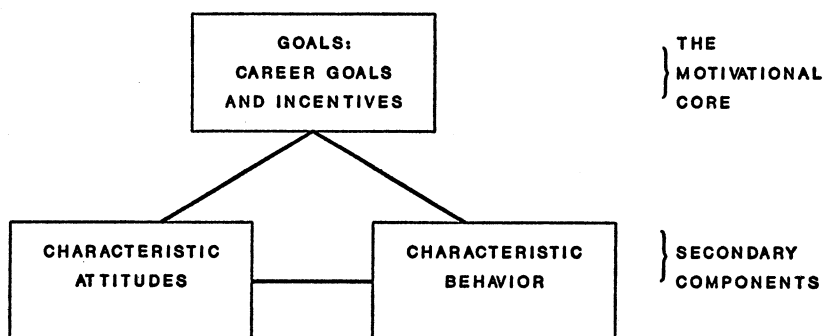 GOALS:
CAREER GOALS
AND INCENTIVES
THE
MOTIVATIONAL
CORE
CHARACTERISTIC
ATTITUDES
CHARACTERISTIC
BEHAVIOR
SECONDARY
COMPONENTS